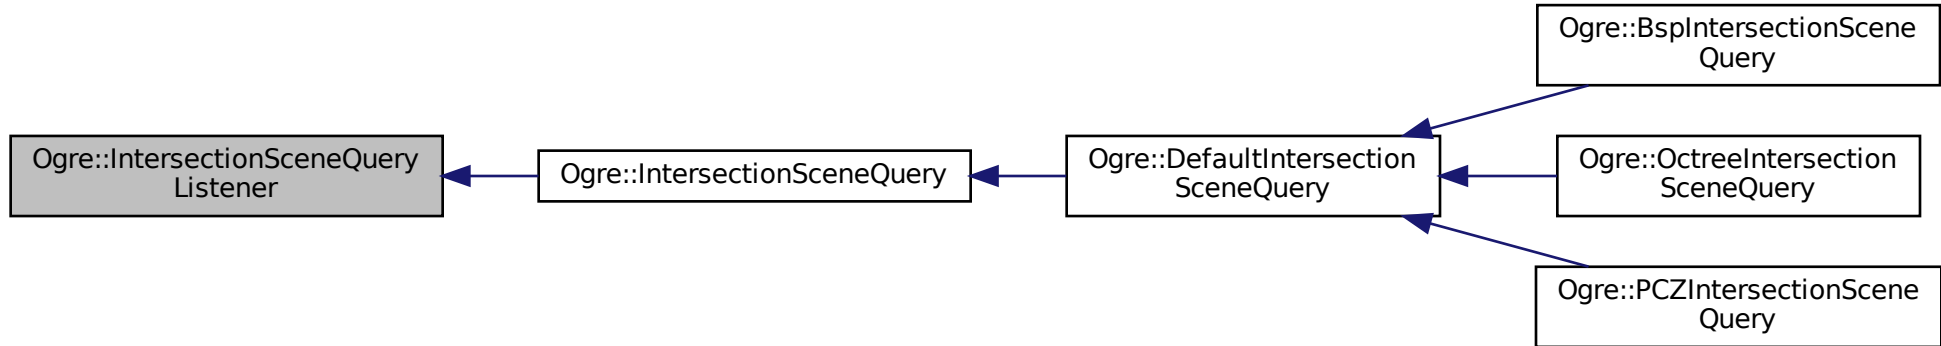 Ogre::IntersectionSceneQuery
Listener
Ogre::IntersectionSceneQuery
Ogre::DefaultIntersection
SceneQuery
Ogre::BspIntersectionScene
Query
Ogre::OctreeIntersection
SceneQuery
Ogre::PCZIntersectionScene
Query